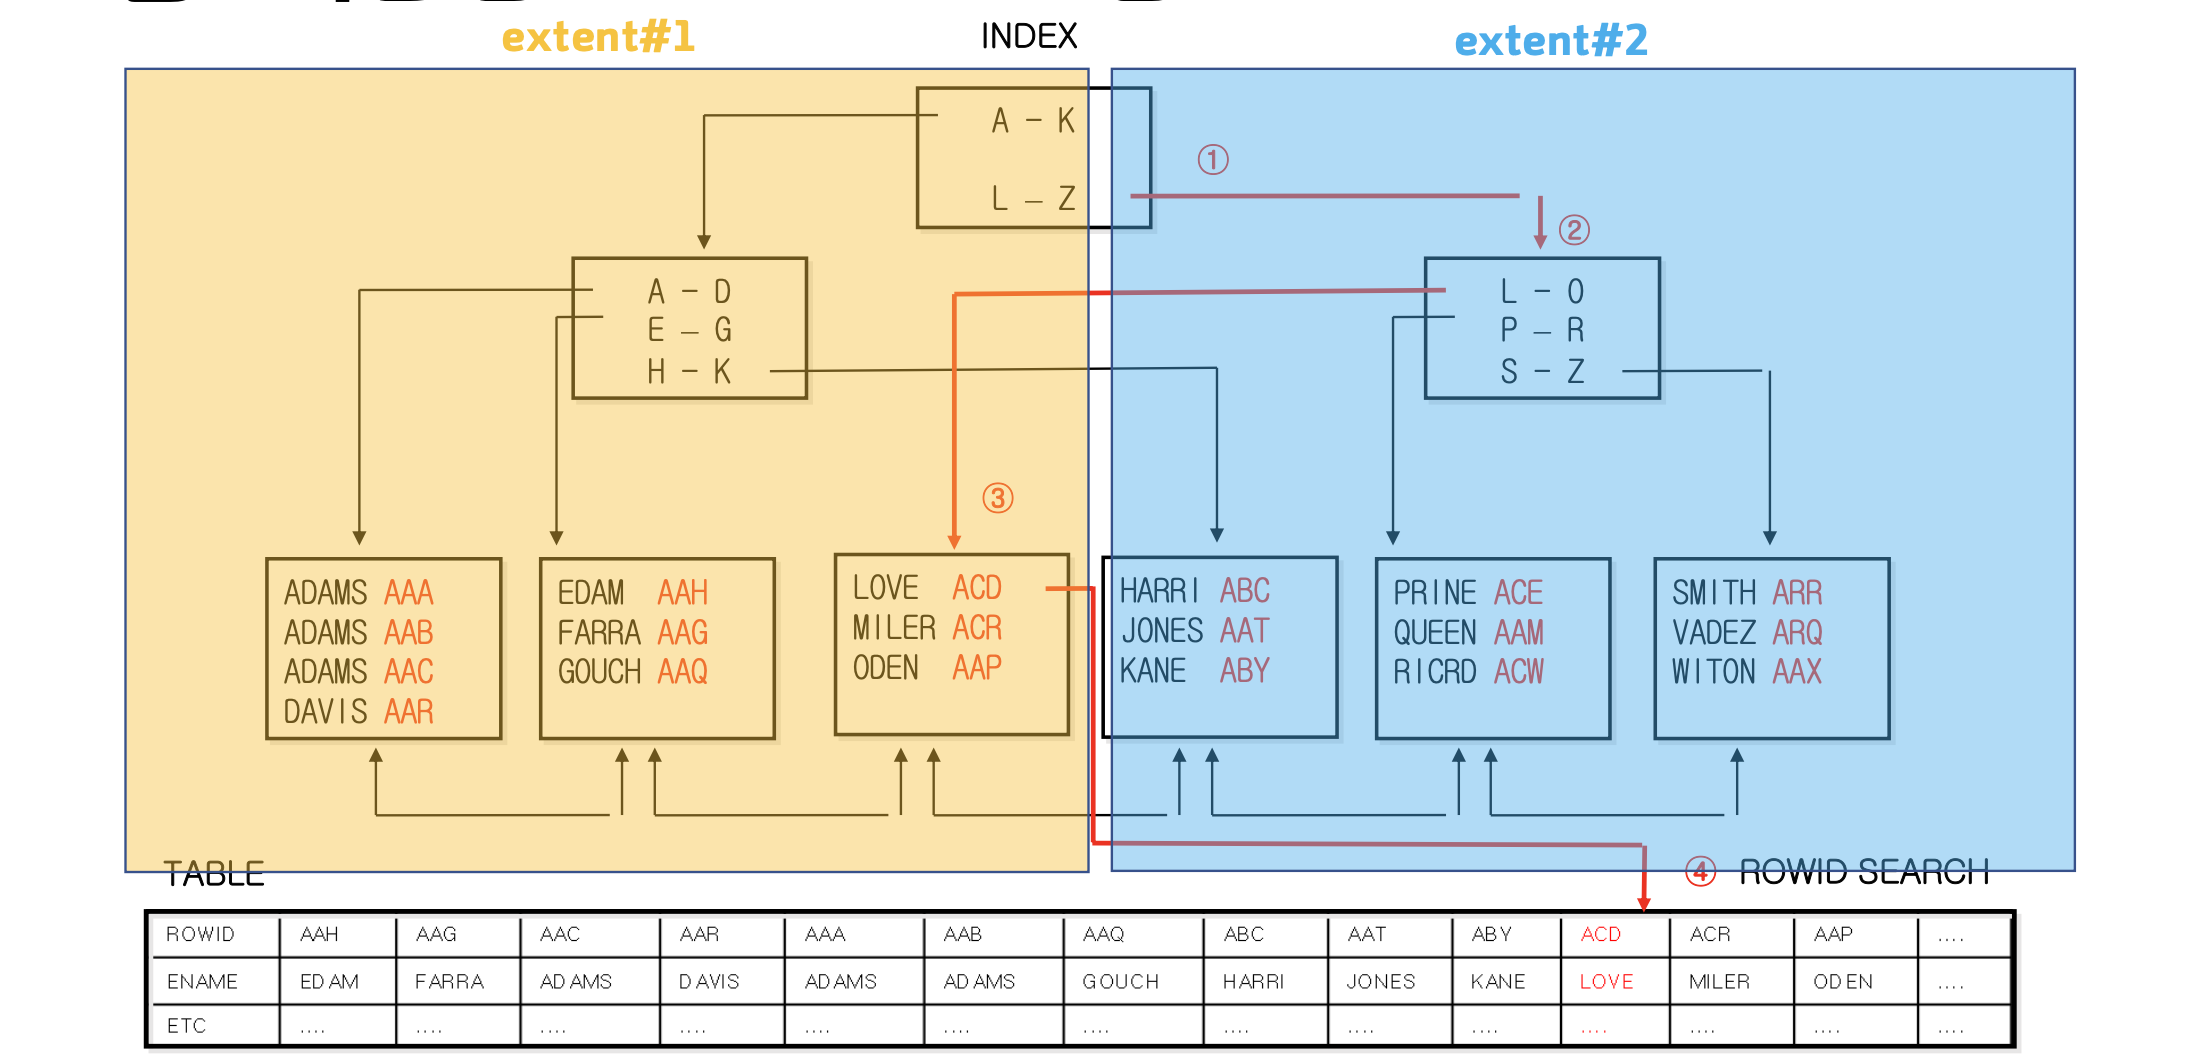 extent#1
INDEX
extent#2
A - K
L - Z
①
②
A - D
E - G
H - K
L - O
P - R
S - Z
③
ADAMS AAA
ADAMS AAB
ADAMS AAC
DAVIS AAR
EDAM AAH
FARRA AAG
GOUCH AAQ
LOVE ACD
MILER ACR
ODEN AAP
HARRI ABC
JONES AAT
KANE ABY
PRINE ACE
QUEEN AAM
RICRD ACW
SMITH ARR
VADEZ ARQ
WITON AAX
TABLE
④ ROWID SEARCH
ROWID AAH AAG AAC AAR AAA AAB AAQ ABC AAT ABY ACD ACR AAP ....
ENAME EDAM FARRA ADAMS DAVIS ADAMS ADAMS GOUCH HARRI JONES KANE LOVE MILER ODEN ....
ETC .... .... .... .... .... .... .... .... .... .... .... .... .... ....